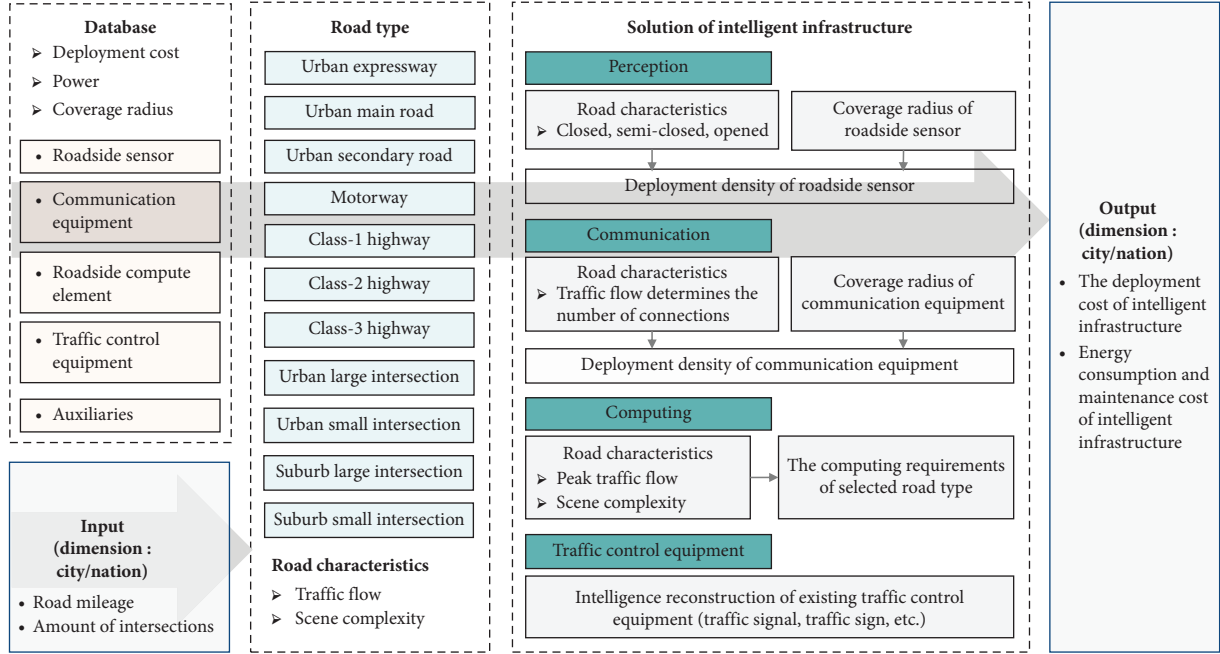 Database
➢ Deployment cost
➢ Power
➢ Coverage radius
• Roadside sensor
• Communication
equipment
• Roadside compute
element
• Traffic control
equipment
• Auxiliaries
Input
(dimension :
city/nation)
• Road mileage
• Amount of intersections
Road type
Urban expressway
Urban main road
Urban secondary road
Motorway
Class-1 highway
Class-2 highway
Class-3 highway
Urban large intersection
Urban small intersection
Suburb large intersection
Suburb small intersection
Road characteristics
➢ Traffic flow
➢ Scene complexity
Solution of intelligent infrastructure
Perception
Road characteristics
➢ Closed, semi-closed, opened
Coverage radius of
roadside sensor
Deployment density of roadside sensor
Communication
Road characteristics
➢ Traffic flow determines the
number of connections
Coverage radius of
communication equipment
Deployment density of communication equipment
Computing
Road characteristics
➢ Peak traffic flow
➢ Scene complexity
The computing requirements
of selected road type
Traffic control equipment
Intelligence reconstruction of existing traffic control
equipment (traffic signal, traffic sign, etc.)
Output
(dimension :
city/nation)
• The deployment
cost of intelligent
infrastructure
• Energy
consumption and
maintenance cost
of intelligent
infrastructure